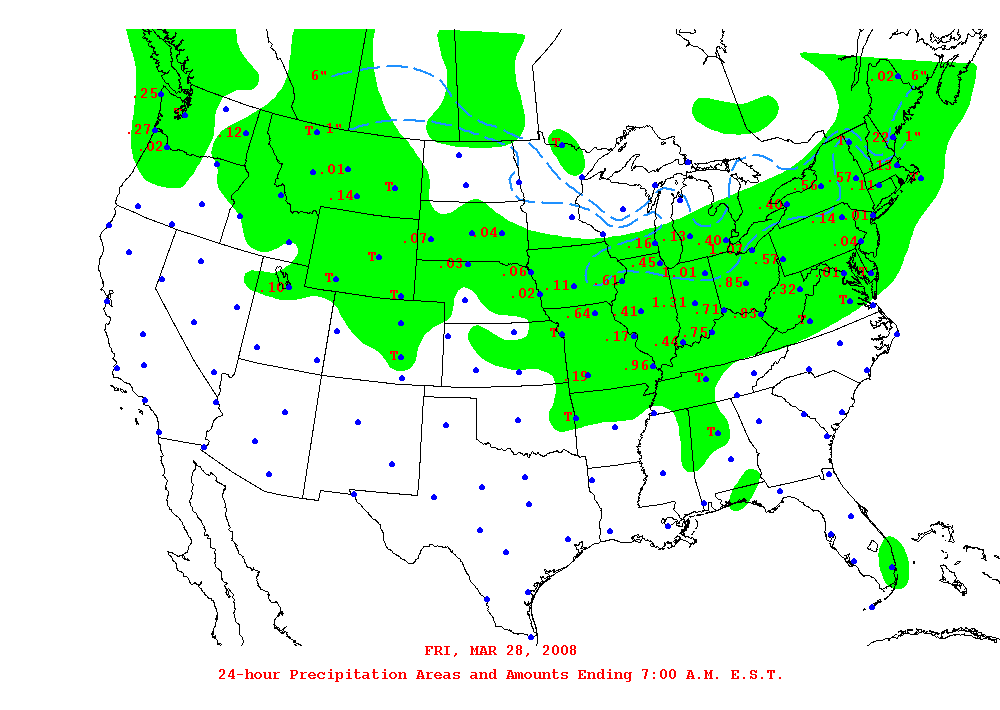 6" .02 6"
.25
.27 .12 T 1" T T .22 1"
.02 .01 .13
.14 T .56 .57 .11 T
.40 .14 .01
.07 .04 .16 .13 .40 .04
T .03 .06 .45 1.01 .57 T
.10 T T .02 .11 .61 .85 .32
.64 .41 1.31 .71 .83 T T
T T .17 .44 .75
.19 .96 T
T T
FRI, MAR 28, 2008
24-hour Precipitation Areas and Amounts Ending 7:00 A.M. E.S.T.